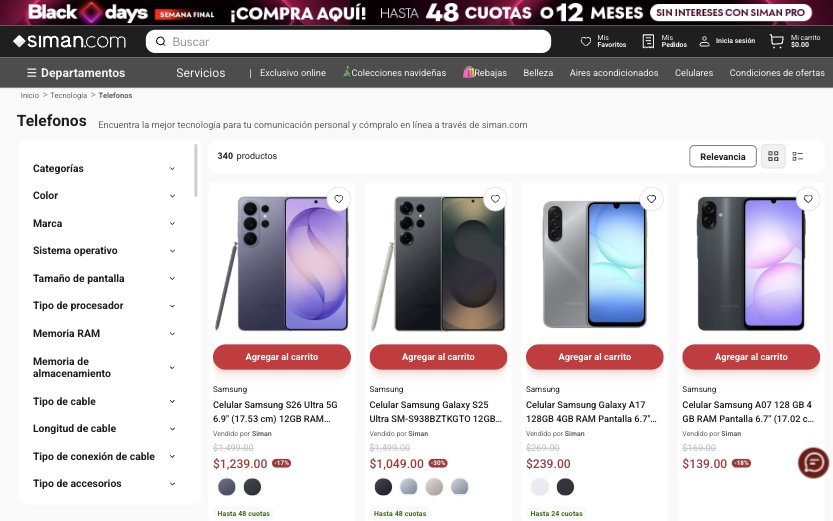 Black days SEMANA FINAL ¡COMPRA AQUÍ! HASTA 48 CUOTAS O 12 MESES SIN INTERESES CON SIMAN PRO
siman.com Buscar Mis Favoritos Mis Pedidos Inicia sesión Mi carrito $0.00
Departamentos Servicios | Exclusivo online Colecciones navideñas Rebajas Belleza Aires acondicionados Celulares Condiciones de ofertas
Inicio > Tecnología > Telefonos
Telefonos Encuentra la mejor tecnología para tu comunicación personal y cómpralo en línea a través de siman.com
Categorías
Color
Marca
Sistema operativo
Tamaño de pantalla
Tipo de procesador
Memoria RAM
Memoria de
almacenamiento
Tipo de cable
Longitud de cable
Tipo de conexión de cable
Tipo de accesorios
340 productos Relevancia
Agregar al carrito
Samsung
Celular Samsung S26 Ultra 5G
6.9" (17.53 cm) 12GB RAM...
Vendido por Siman
$1,499.00
$1,239.00 -17%
Hasta 48 cuotas
Agregar al carrito
Samsung
Celular Samsung Galaxy S25
Ultra SM-S938BZTKGTO 12GB...
Vendido por Siman
$1,499.00
$1,049.00 -30%
Hasta 48 cuotas
Agregar al carrito
Samsung
Celular Samsung Galaxy A17
128GB 4GB RAM Pantalla 6.7"...
Vendido por Siman
$269.00
$239.00
Hasta 24 cuotas
Agregar al carrito
Samsung
Celular Samsung A07 128 GB 4
GB RAM Pantalla 6.7" (17.02 c...
Vendido por Siman
$169.00
$139.00 -18%